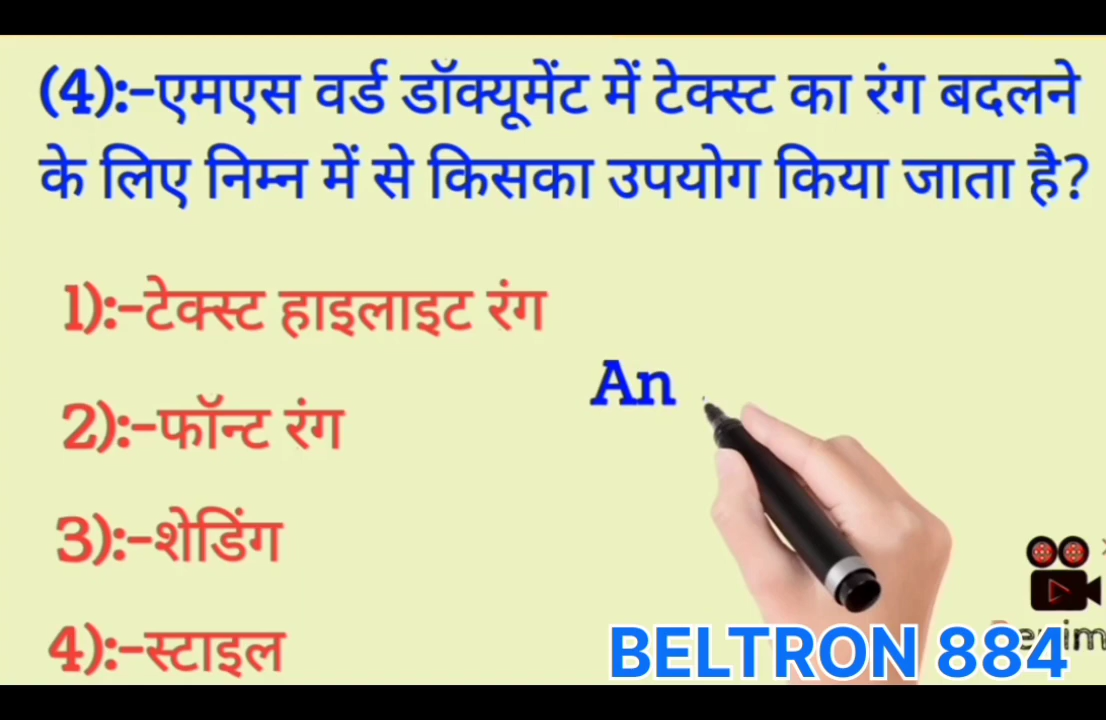 (4):-एमएस वर्ड डॉक्यूमेंट में टेक्स्ट का रंग बदलने
के लिए निम्न में से किसका उपयोग किया जाता है?
1):-टेक्स्ट हाइलाइट रंग
An
2):-फॉन्ट रंग
3):-शेडिंग
4):-स्टाइल
BELTRON 884